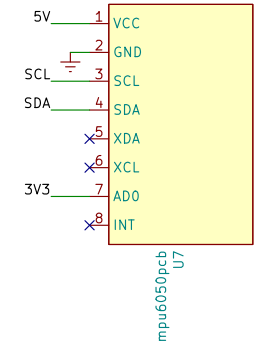 5V 1 VCC
2 GND
SCL 3 SCL
SDA 4 SDA
5 XDA
6 XCL
3V3 7 AD0
8 INT
U7
mpu6050pcb